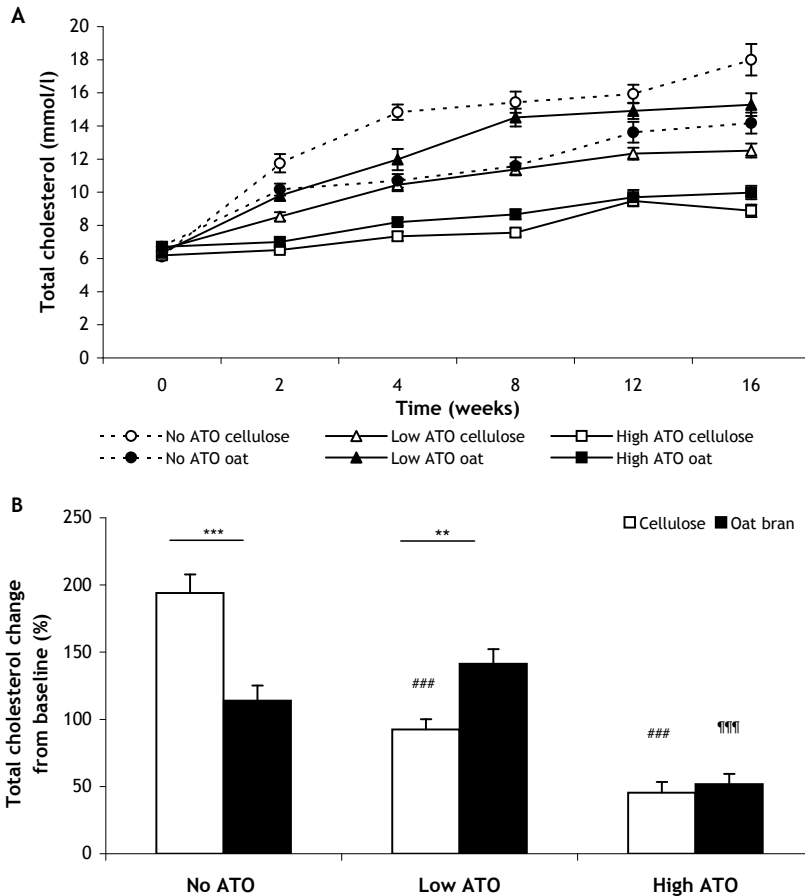 A
Total cholesterol (mmol/l)
20
18
16
14
12
10
8
6
4
2
0
0 2 4 8 12 16
Time (weeks)
No ATO cellulose Low ATO cellulose High ATO cellulose
No ATO oat Low ATO oat High ATO oat
B
Total cholesterol change
from baseline (%)
250
200
150
100
50
0
Cellulose Oat bran
*** **
### ### ¶¶¶
No ATO Low ATO High ATO